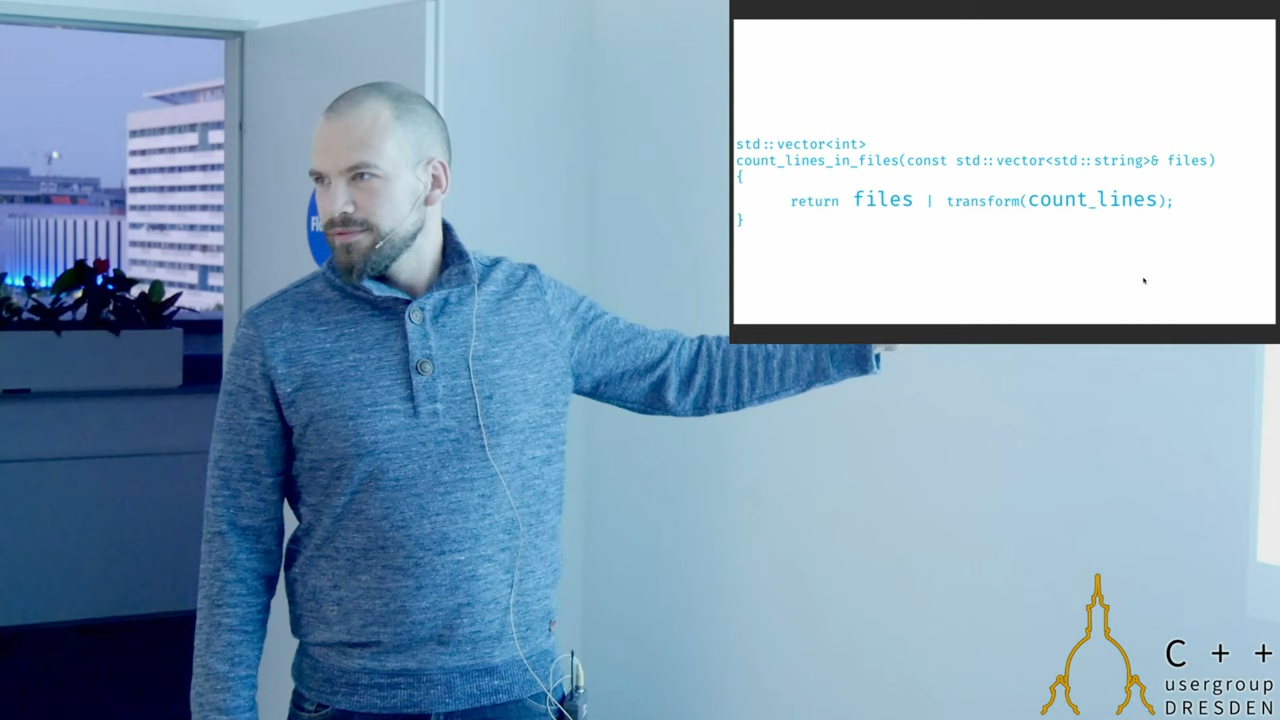 std::vector<int>
count_lines_in_files(const std::vector<std::string>& files)
{
return files | transform(count_lines);
}
C + +
usergroup
DRESDEN